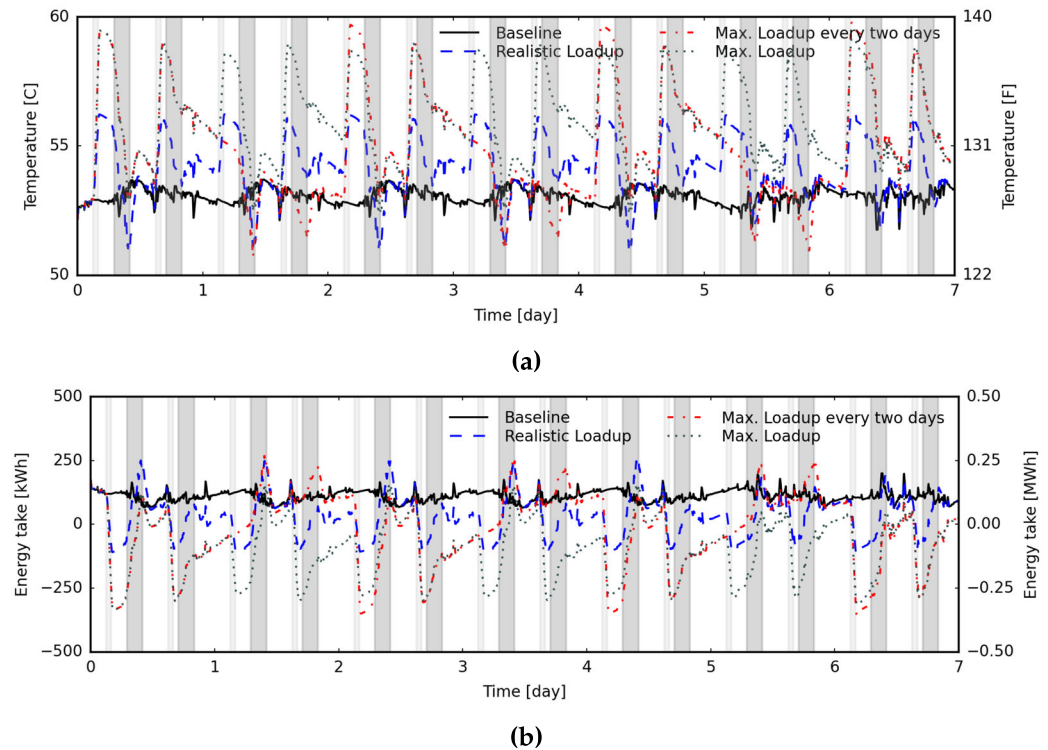 60
140
Baseline
Max. Loadup every two days
Realistic Loadup
Max. Loadup
55
131
50
122
0 1 2 3 4 5 6 7
Temperature [C]
Temperature [F]
Time [day]
(a)
500
0.50
Baseline
Max. Loadup every two days
Realistic Loadup
Max. Loadup
250
0.25
0
0.00
−250
−0.25
−500
−0.50
0 1 2 3 4 5 6 7
Energy take [kWh]
Energy take [MWh]
Time [day]
(b)